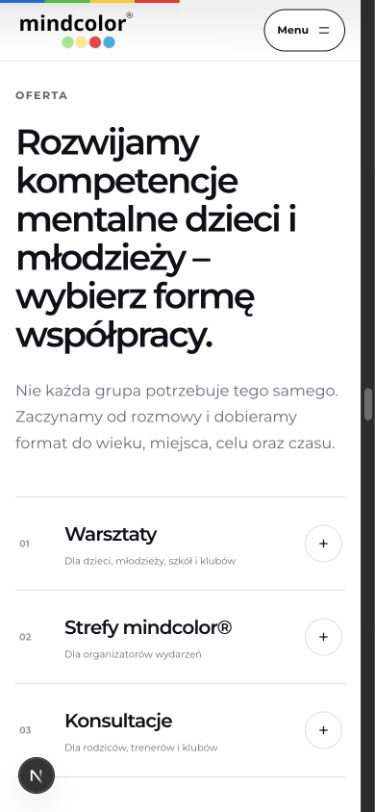 mindcolor®
Menu
OFERTA
Rozwijamy
kompetencje
mentalne dzieci i
młodzieży –
wybierz formę
współpracy.
Nie każda grupa potrzebuje tego samego.
Zaczynamy od rozmowy i dobieramy
format do wieku, miejsca, celu oraz czasu.
01
Warsztaty
Dla dzieci, młodzieży, szkół i klubów
+
02
Strefy mindcolor®
Dla organizatorów wydarzeń
+
03
Konsultacje
Dla rodziców, trenerów i klubów
+
N